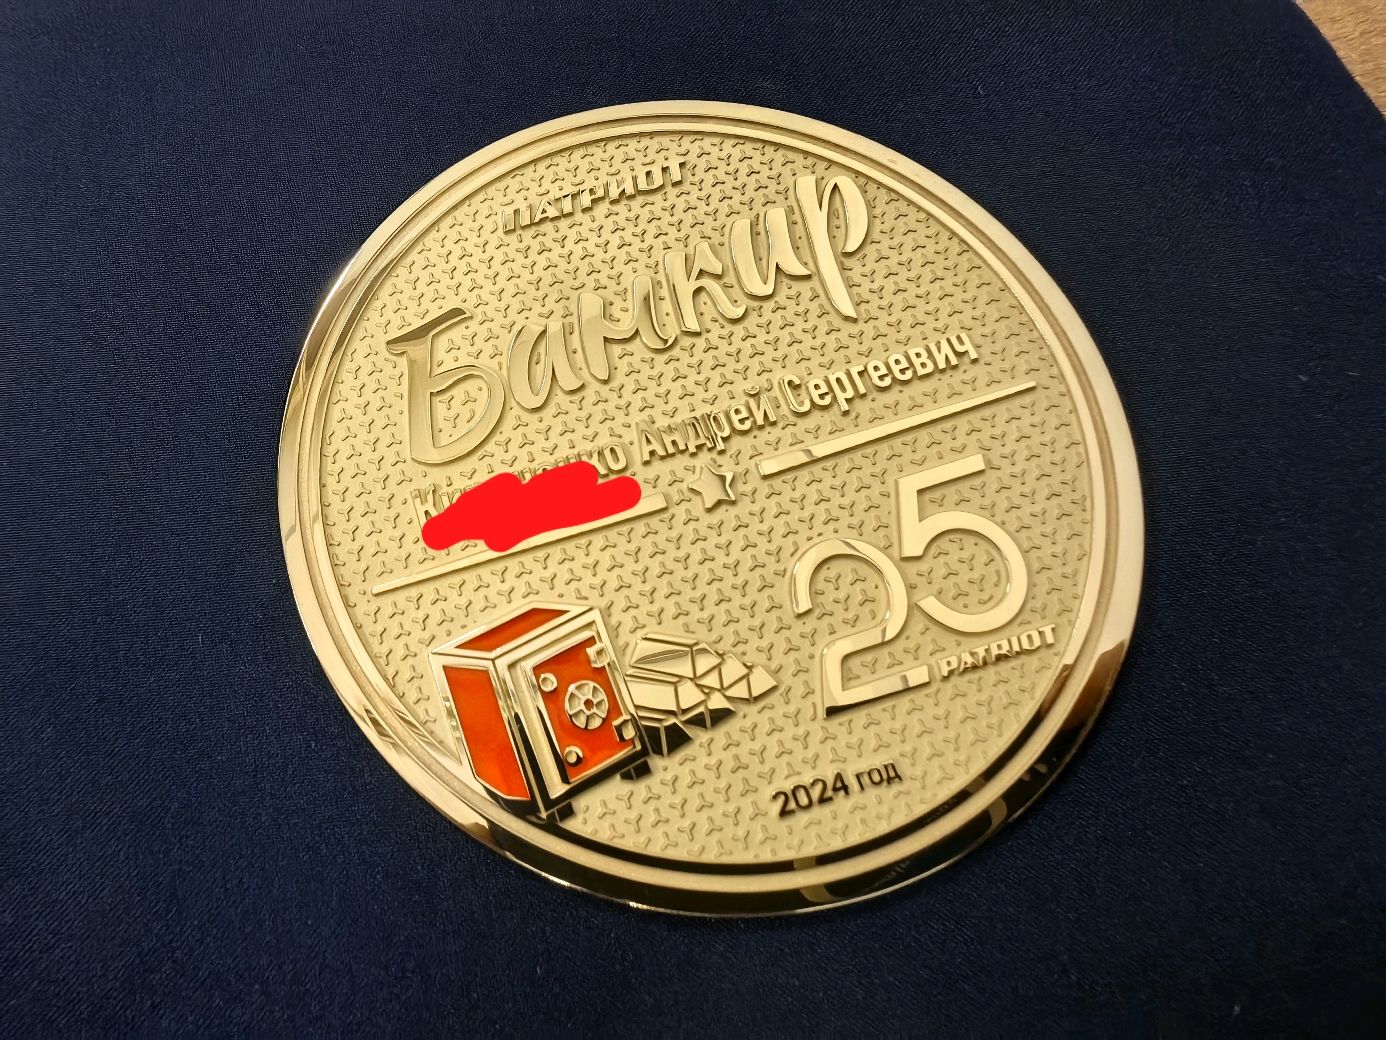 ПАТРИОТ
Банкир
Андрей Сергеевич
25
PATRIOT
2024 год